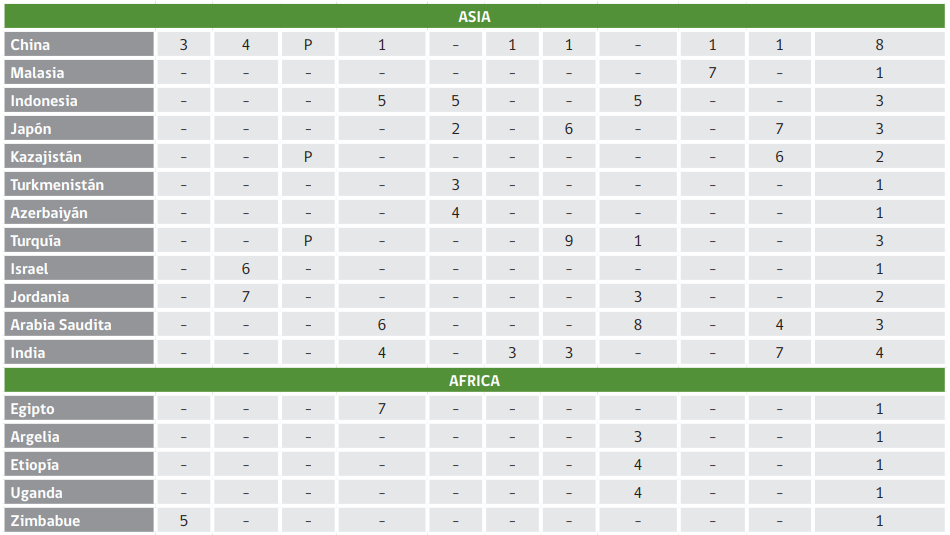 ASIA
China 3 4 P 1 – 1 1 – 1 1 8
Malasia – – – – – – – – 7 – 1
Indonesia – – – 5 5 – – 5 – – 3
Japón – – – – 2 – 6 – – 7 3
Kazajistán – – P – – – – – – 6 2
Turkmenistán – – – – 3 – – – – – 1
Azerbaiyán – – – – 4 – – – – – 1
Turquía – – P – – – 9 1 – – 3
Israel – 6 – – – – – – – – 1
Jordania – 7 – – – – – 3 – – 2
Arabia Saudita – – – 6 – – – 8 – 4 3
India – – – 4 – 3 3 – – 7 4
AFRICA
Egipto – – – 7 – – – – – – 1
Argelia – – – – – – – 3 – – 1
Etiopía – – – – – – – 4 – – 1
Uganda – – – – – – – 4 – – 1
Zimbabue 5 – – – – – – – – – 1